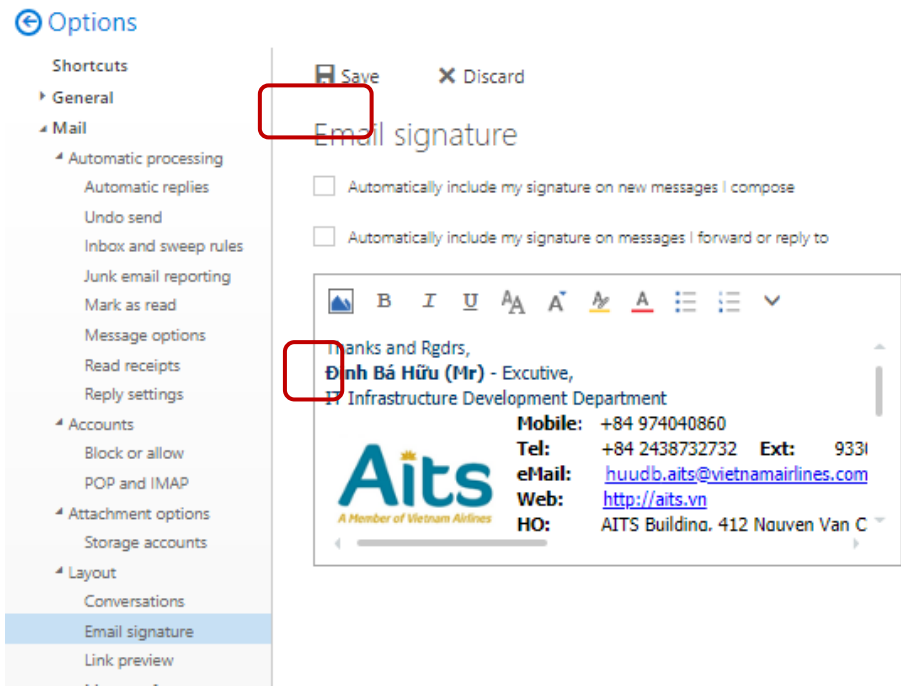 Options
Shortcuts
General
Mail
Automatic processing
Automatic replies
Undo send
Inbox and sweep rules
Junk email reporting
Mark as read
Message options
Read receipts
Reply settings
Accounts
Block or allow
POP and IMAP
Attachment options
Storage accounts
Layout
Conversations
Email signature
Link preview
Save Discard
Email signature
Automatically include my signature on new messages I compose
Automatically include my signature on messages I forward or reply to
B I U AA A A
Thanks and Rgdrs,
Đinh Bá Hữu (Mr) - Excutive,
IT Infrastructure Development Department
Mobile: +84 974040860
Tel: +84 2438732732 Ext: 933
eMail: huudb.aits@vietnamairlines.com
Web: http://aits.vn
HO: AITS Building, 412 Nguyen Van C
Aits
A Member of Vietnam Airlines